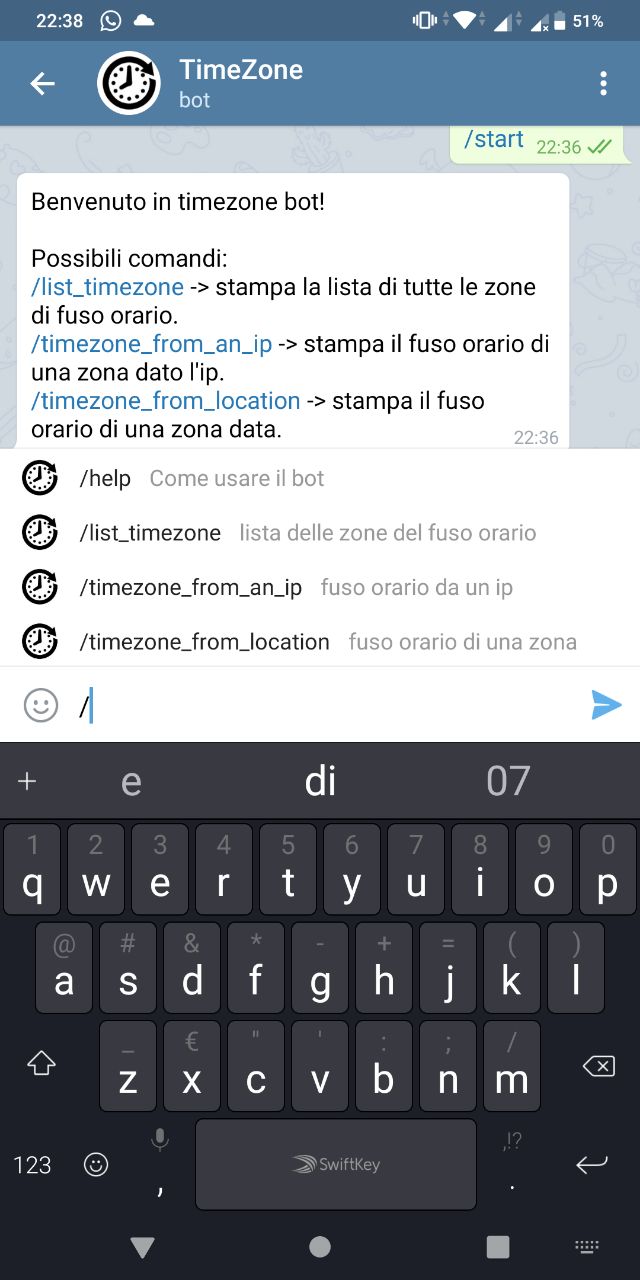 22:38 51%
TimeZone
bot
/start 22:36
Benvenuto in timezone bot!
Possibili comandi:
/list_timezone -> stampa la lista di tutte le zone
di fuso orario.
/timezone_from_an_ip -> stampa il fuso orario di
una zona dato l'ip.
/timezone_from_location -> stampa il fuso
orario di una zona data.
22:36
/help Come usare il bot
/list_timezone lista delle zone del fuso orario
/timezone_from_an_ip fuso orario da un ip
/timezone_from_location fuso orario di una zona
/
+ e di 07
1 2 3 4 5 6 7 8 9 0
q w e r t y u i o p
@ # & * - + = ( )
a s d f g h j k l
_ € " ' : ; /
z x c v b n m
123 , SwiftKey ,!? .